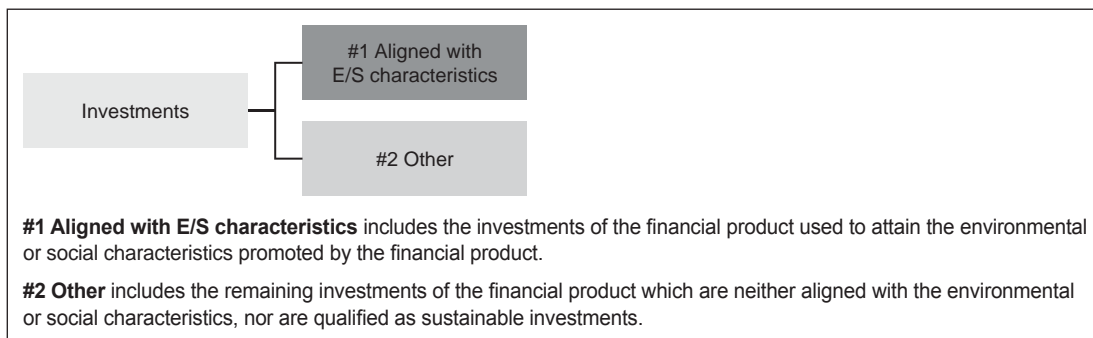 #1 Aligned with
E/S characteristics
Investments
#2 Other
#1 Aligned with E/S characteristics includes the investments of the financial product used to attain the environmental
or social characteristics promoted by the financial product.
#2 Other includes the remaining investments of the financial product which are neither aligned with the environmental
or social characteristics, nor are qualified as sustainable investments.